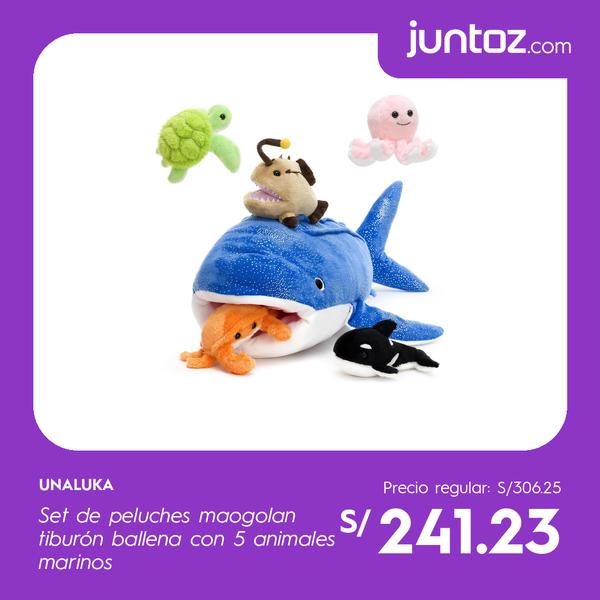 juntoz.com
UNALUKA
Set de peluches maogolan
tiburón ballena con 5 animales
marinos
Precio regular: S/306.25
S/ 241.23